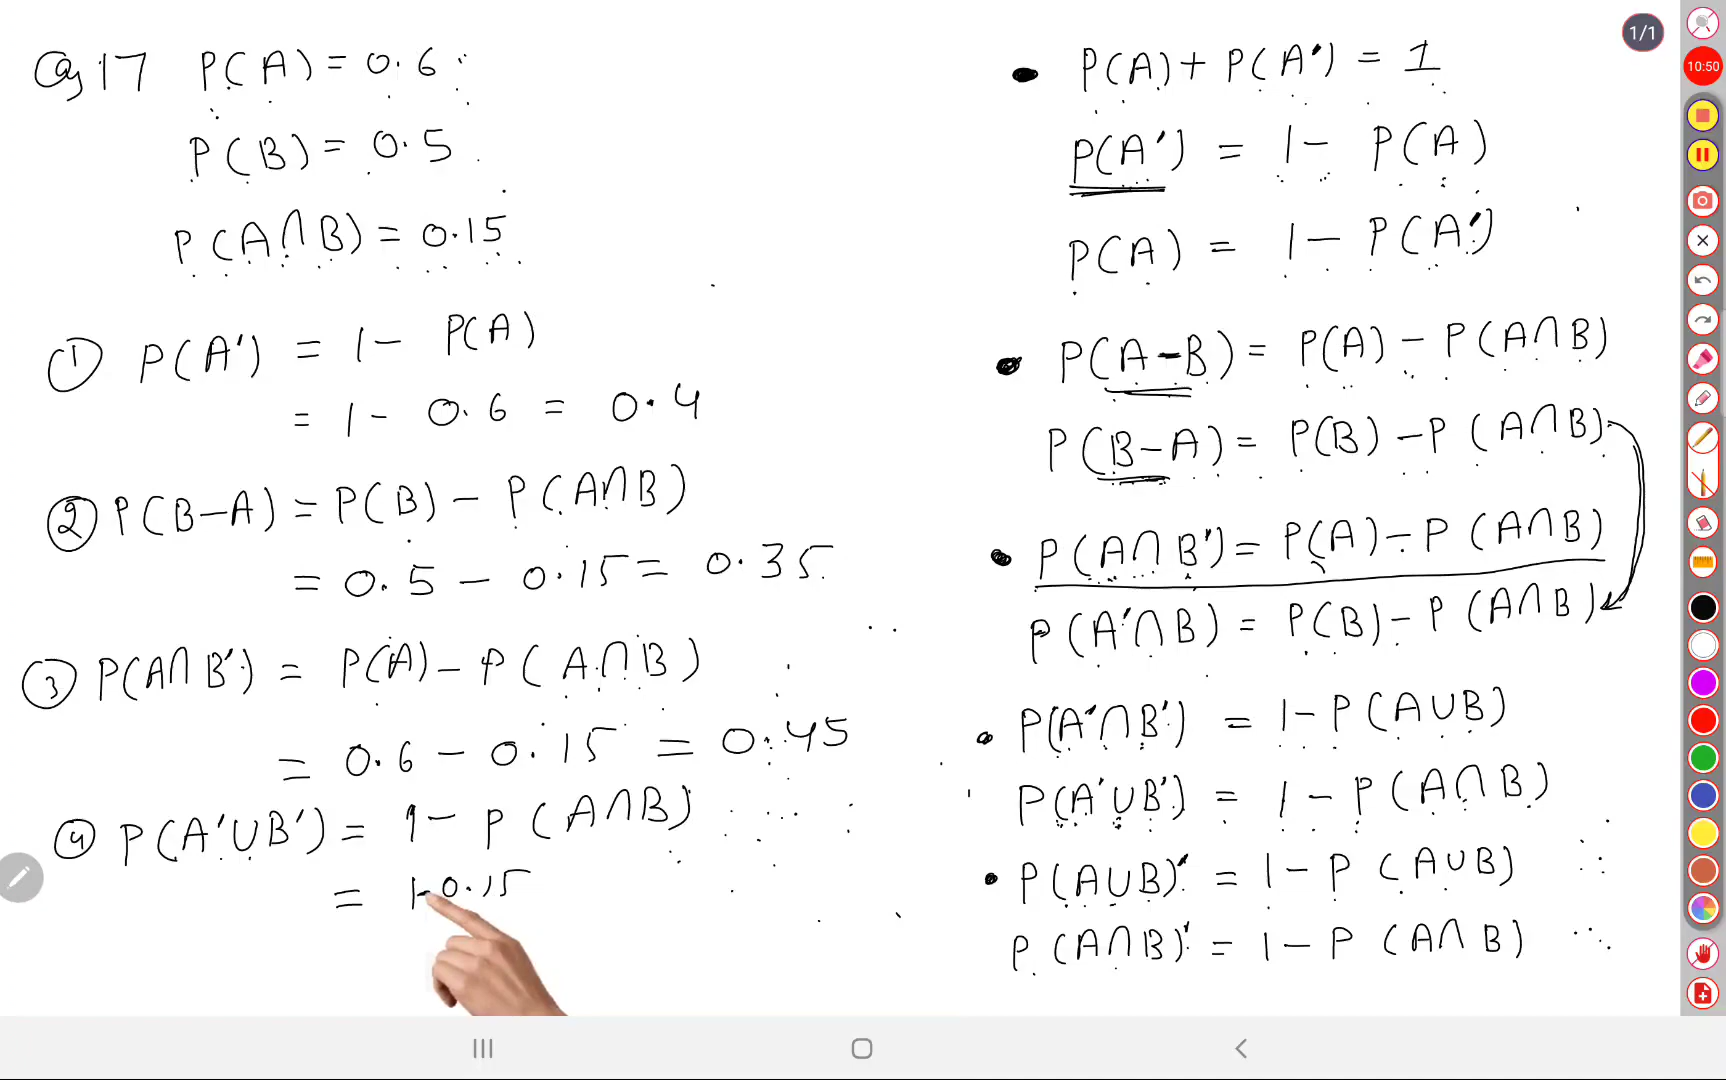 Q 17 P(A) = 0.6
P(B) = 0.5
P(A∩B) = 0.15
① P(A') = 1 - P(A)
= 1 - 0.6 = 0.4
② P(B-A) = P(B) - P(A∩B)
= 0.5 - 0.15 = 0.35
③ P(A∩B') = P(A) - P(A∩B)
= 0.6 - 0.15 = 0.45
④ P(A'∪B') = 1 - P(A∩B)
= 1-0.15
• P(A) + P(A') = 1
P(A') = 1 - P(A)
P(A) = 1 - P(A')
• P(A-B) = P(A) - P(A∩B)
P(B-A) = P(B) - P(A∩B)
• P(A∩B') = P(A) - P(A∩B)
P(A'∩B) = P(B) - P(A∩B)
• P(A'∩B') = 1 - P(A∪B)
P(A'∪B') = 1 - P(A∩B)
• P(A∪B)' = 1 - P(A∪B)
P(A∩B)' = 1 - P(A∩B)
1/1
10:50